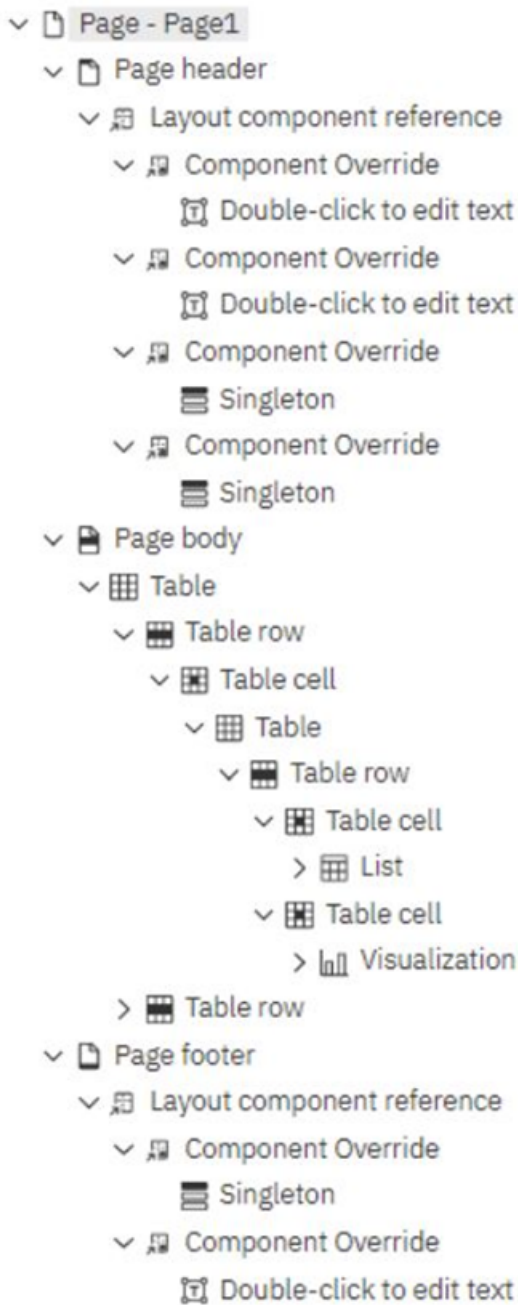 Page - Page1
Page header
Layout component reference
Component Override
Double-click to edit text
Component Override
Double-click to edit text
Component Override
Singleton
Component Override
Singleton
Page body
Table
Table row
Table cell
Table
Table row
Table cell
List
Table cell
Visualization
Table row
Page footer
Layout component reference
Component Override
Singleton
Component Override
Double-click to edit text